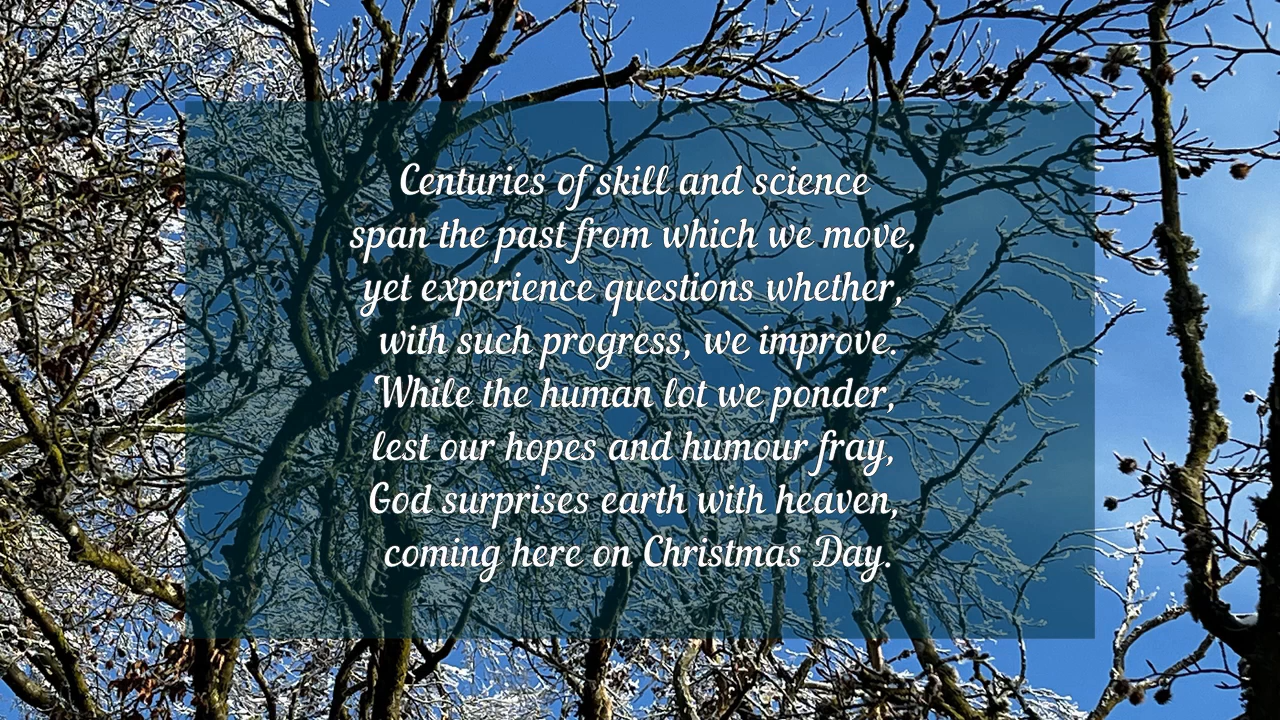 Centuries of skill and science
span the past from which we move,
yet experience questions whether,
with such progress, we improve.
While the human lot we ponder,
lest our hopes and humour fray,
God surprises earth with heaven,
coming here on Christmas Day.